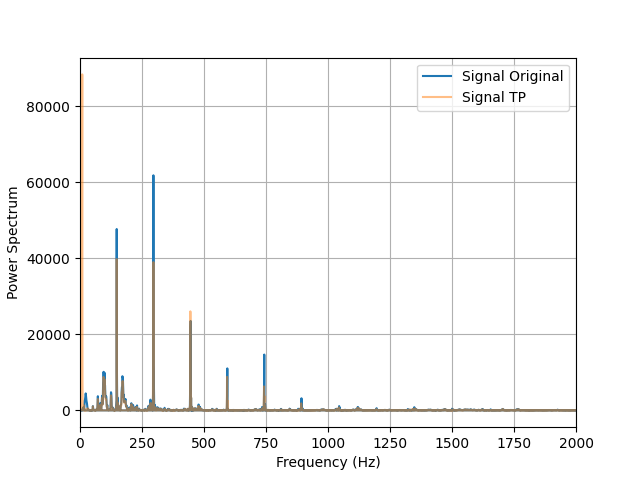 Signal Original
Signal TP
Power Spectrum
80000
60000
40000
20000
0
0 250 500 750 1000 1250 1500 1750 2000
Frequency (Hz)